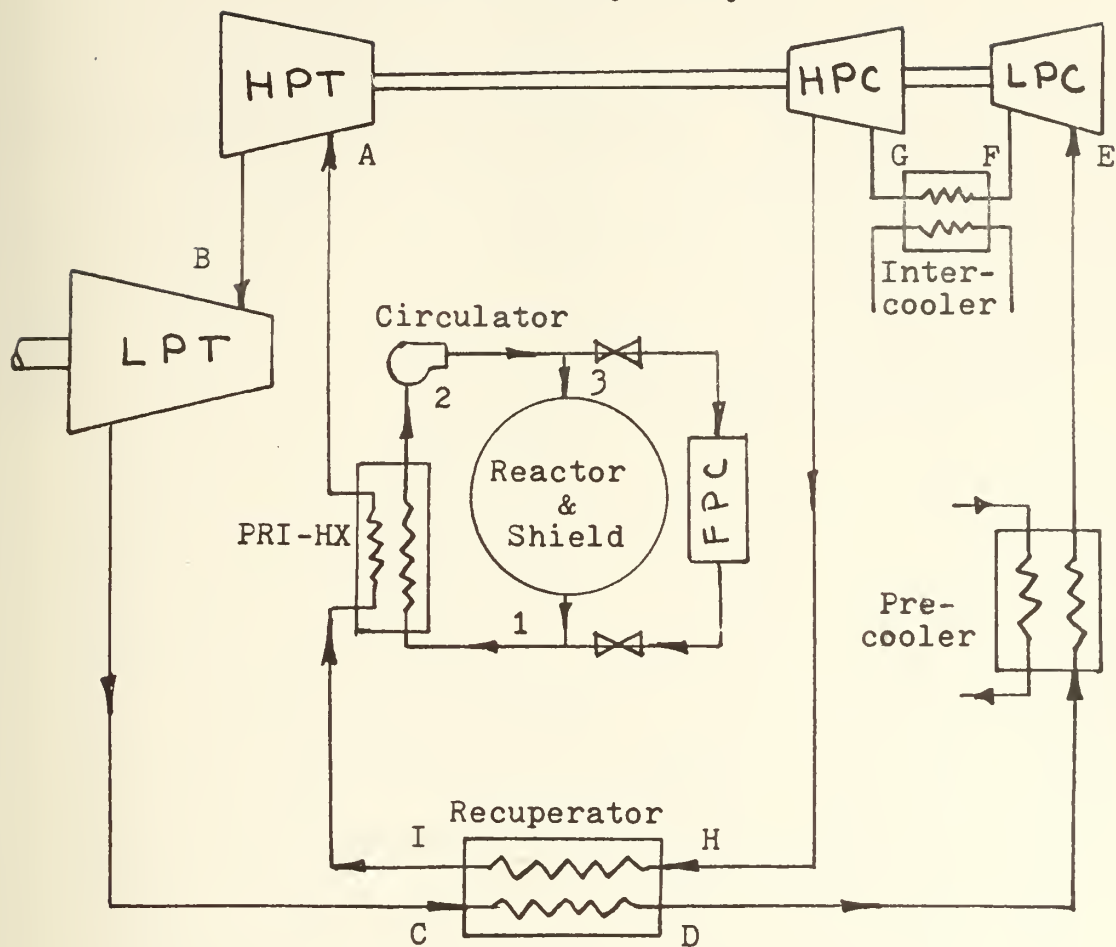 HPT
HPC
LPC
A
G
F
E
Inter-
cooler
B
LPT
Circulator
2
3
Reactor
&
Shield
FPC
PRI-HX
1
Pre-
cooler
Recuperator
I
H
C
D